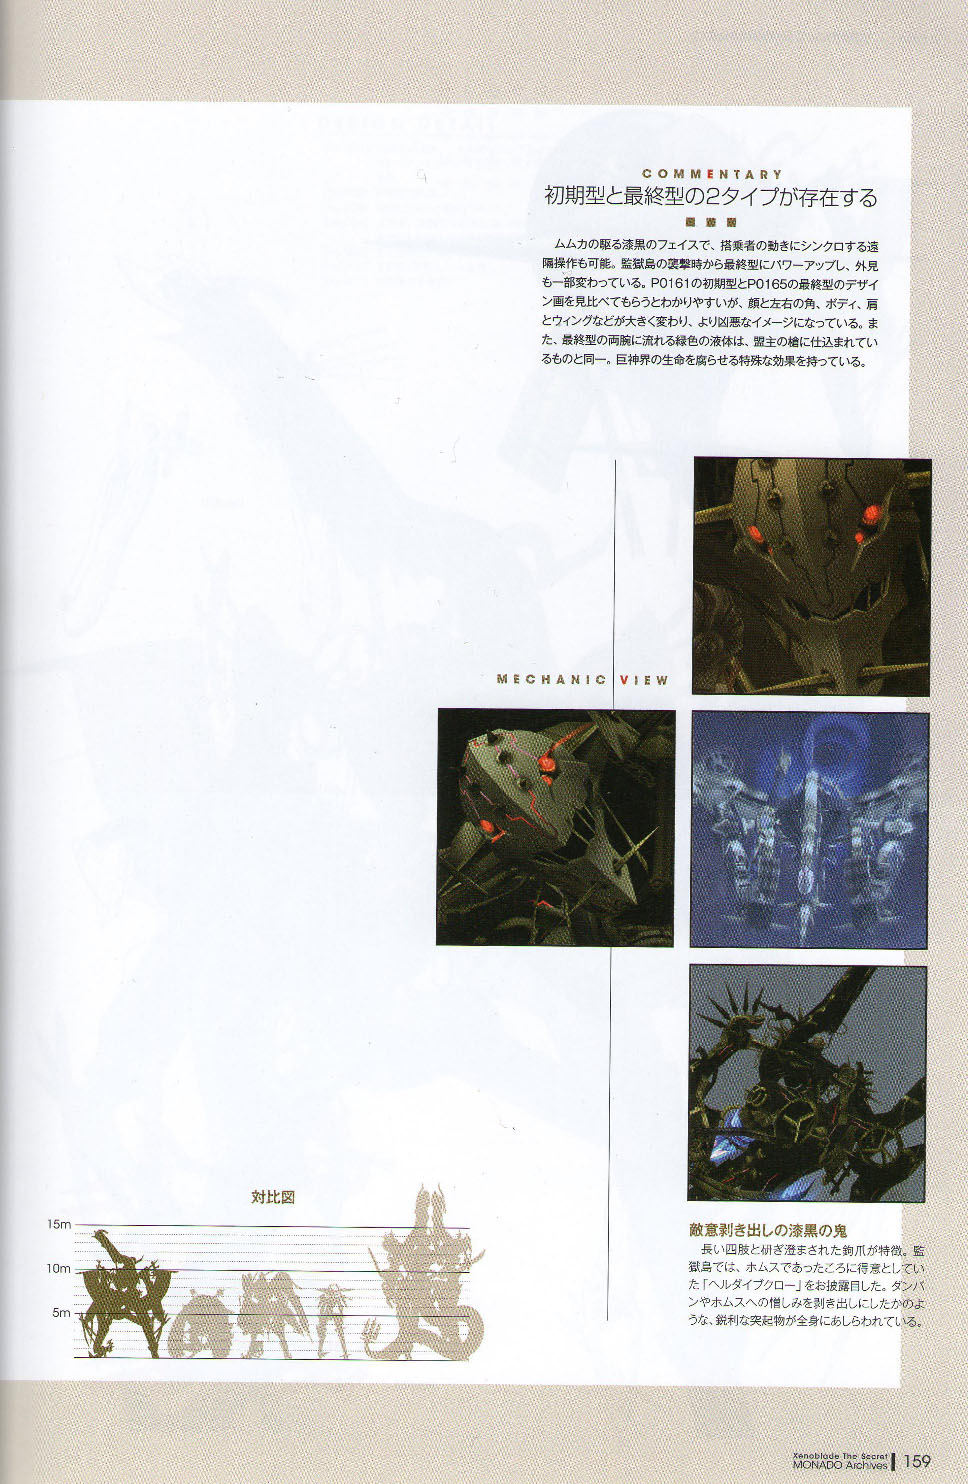 COMMENTARY
初期型と最終型の2タイプが存在する
ムムカの駆る漆黒のフェイスで、搭乗者の動きにシンクロする遠
隔操作も可能。監獄島の襲撃時から最終型にパワーアップし、外見
も一部変わっている。P0161の初期型とP0165の最終型のデザイ
ン画を見比べてもらうとわかりやすいが、顔と左右の角、ボディ、肩
とウィングなどが大きく変わり、より凶悪なイメージになっている。ま
た、最終型の両腕に流れる緑色の液体は、盟主の槍に仕込まれてい
るものと同一。巨神界の生命を腐らせる特殊な効果を持っている。
MECHANIC VIEW
対比図
15m
10m
5m
敵意剥き出しの漆黒の鬼
長い四肢と研ぎ澄まされた鉤爪が特徴。監
獄島では、ホムスであったころに得意としてい
た「ヘルダイブクロー」をお披露目した。ダンバ
ンやホムスへの憎しみを剥き出しにしたかのよ
うな、鋭利な突起物が全身にあしらわれている。
Xenoblade The Secret
MONADO Archives
159